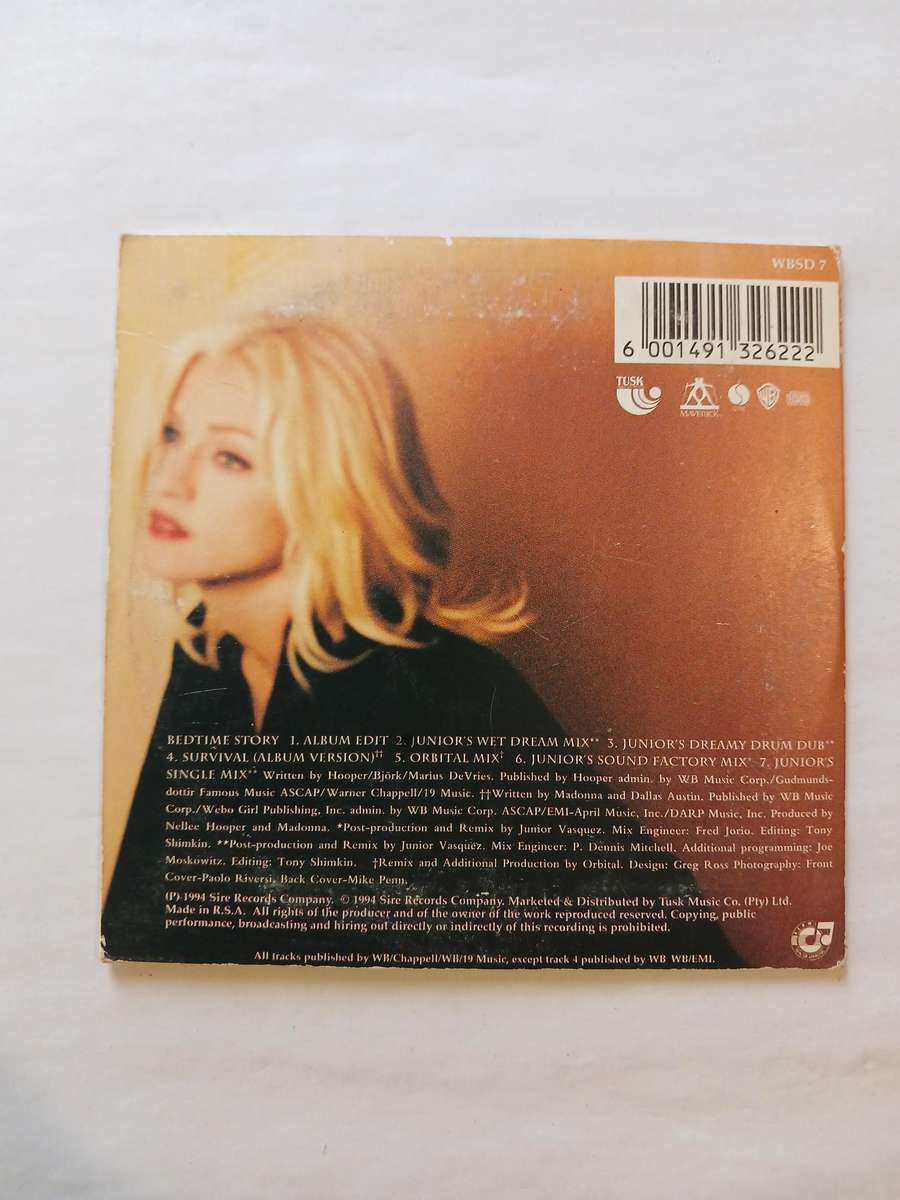 WBSD 7
6 001491 326222
TUSK
MAVERICK
BEDTIME STORY 1. ALBUM EDIT 2. JUNIOR'S WET DREAM MIX** 3. JUNIOR'S DREAMY DRUM DUB**
4. SURVIVAL (ALBUM VERSION)†† 5. ORBITAL MIX‡ 6. JUNIOR'S SOUND FACTORY MIX* 7. JUNIOR'S
SINGLE MIX** Written by Hooper/Björk/Marius DeVries. Published by Hooper admin. by WB Music Corp./Gudmunds-
dottir Famous Music ASCAP/Warner Chappell/19 Music. ††Written by Madonna and Dallas Austin. Published by WB Music
Corp./Webo Girl Publishing, Inc. admin. by WB Music Corp. ASCAP/EMI-April Music, Inc./DARP Music, Inc. Produced by
Nellee Hooper and Madonna. *Post-production and Remix by Junior Vasquez. Mix Engineer: Fred Jorio. Editing: Tony
Shimkin. **Post-production and Remix by Junior Vasquez. Mix Engineer: P. Dennis Mitchell, Additional programming: Joe
Moskowitz. Editing: Tony Shimkin. †Remix and Additional Production by Orbital. Design: Greg Ross Photography: Front
Cover-Paolo Riversi, Back Cover-Mike Penn.
(P) 1994 Sire Records Company. © 1994 Sire Records Company. Markeled & Distributed by Tusk Music Co. (Pty) Ltd.
Made in R.S.A. All rights of the producer and of the owner of the work reproduced reserved. Copying, public
performance, broadcasting and hiring out directly or indirectly of this recording is prohibited.
All tracks published by WB/Chappell/WB/19 Music, except track 4 published by WB WB/EMI.